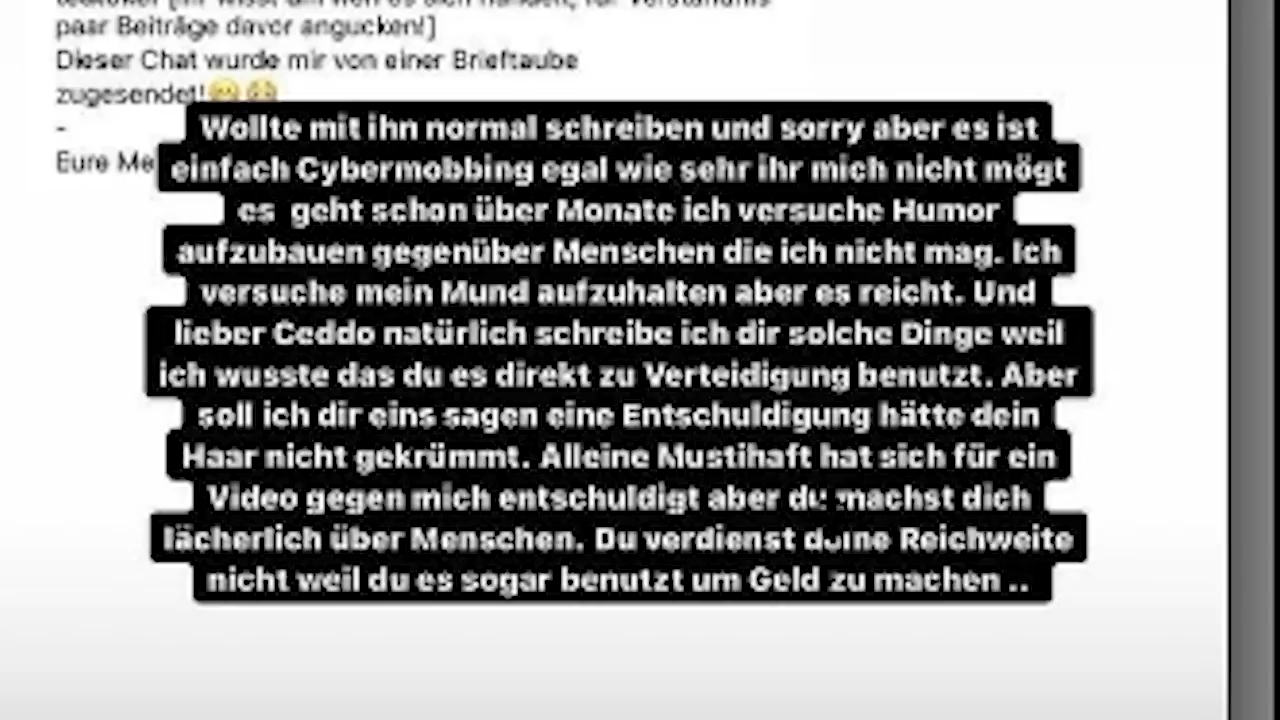 paar Beiträge davor angucken!]
Dieser Chat wurde mir von einer Brieftaube
zugesendet!
-
Eure Me
Wollte mit ihn normal schreiben und sorry aber es ist
einfach Cybermobbing egal wie sehr ihr mich nicht mögt
es geht schon über Monate ich versuche Humor
aufzubauen gegenüber Menschen die ich nicht mag. Ich
versuche mein Mund aufzuhalten aber es reicht. Und
lieber Ceddo natürlich schreibe ich dir solche Dinge weil
ich wusste das du es direkt zu Verteidigung benutzt. Aber
soll ich dir eins sagen eine Entschuldigung hätte dein
Haar nicht gekrümmt. Alleine Mustihaft hat sich für ein
Video gegen mich entschuldigt aber du machst dich
lächerlich über Menschen. Du verdienst deine Reichweite
nicht weil du es sogar benutzt um Geld zu machen ..